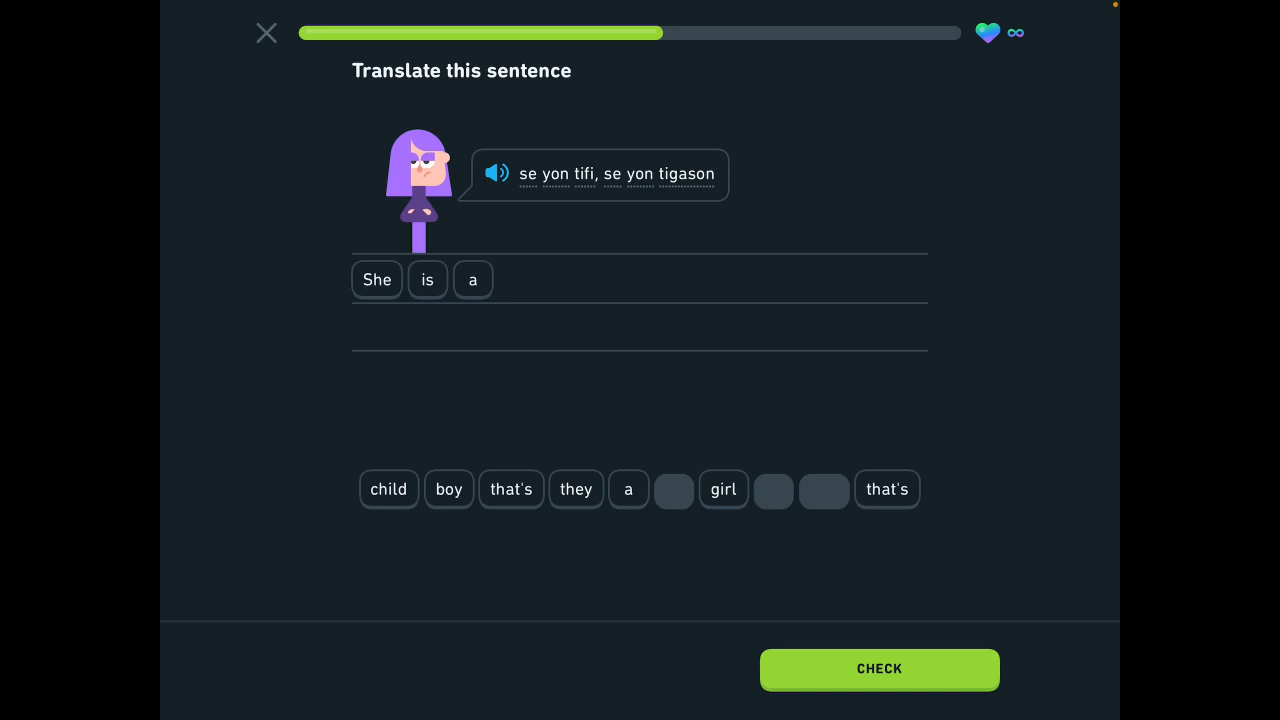 Translate this sentence
se yon tifi, se yon tigason
She is a
child boy that's they a girl that's
CHECK